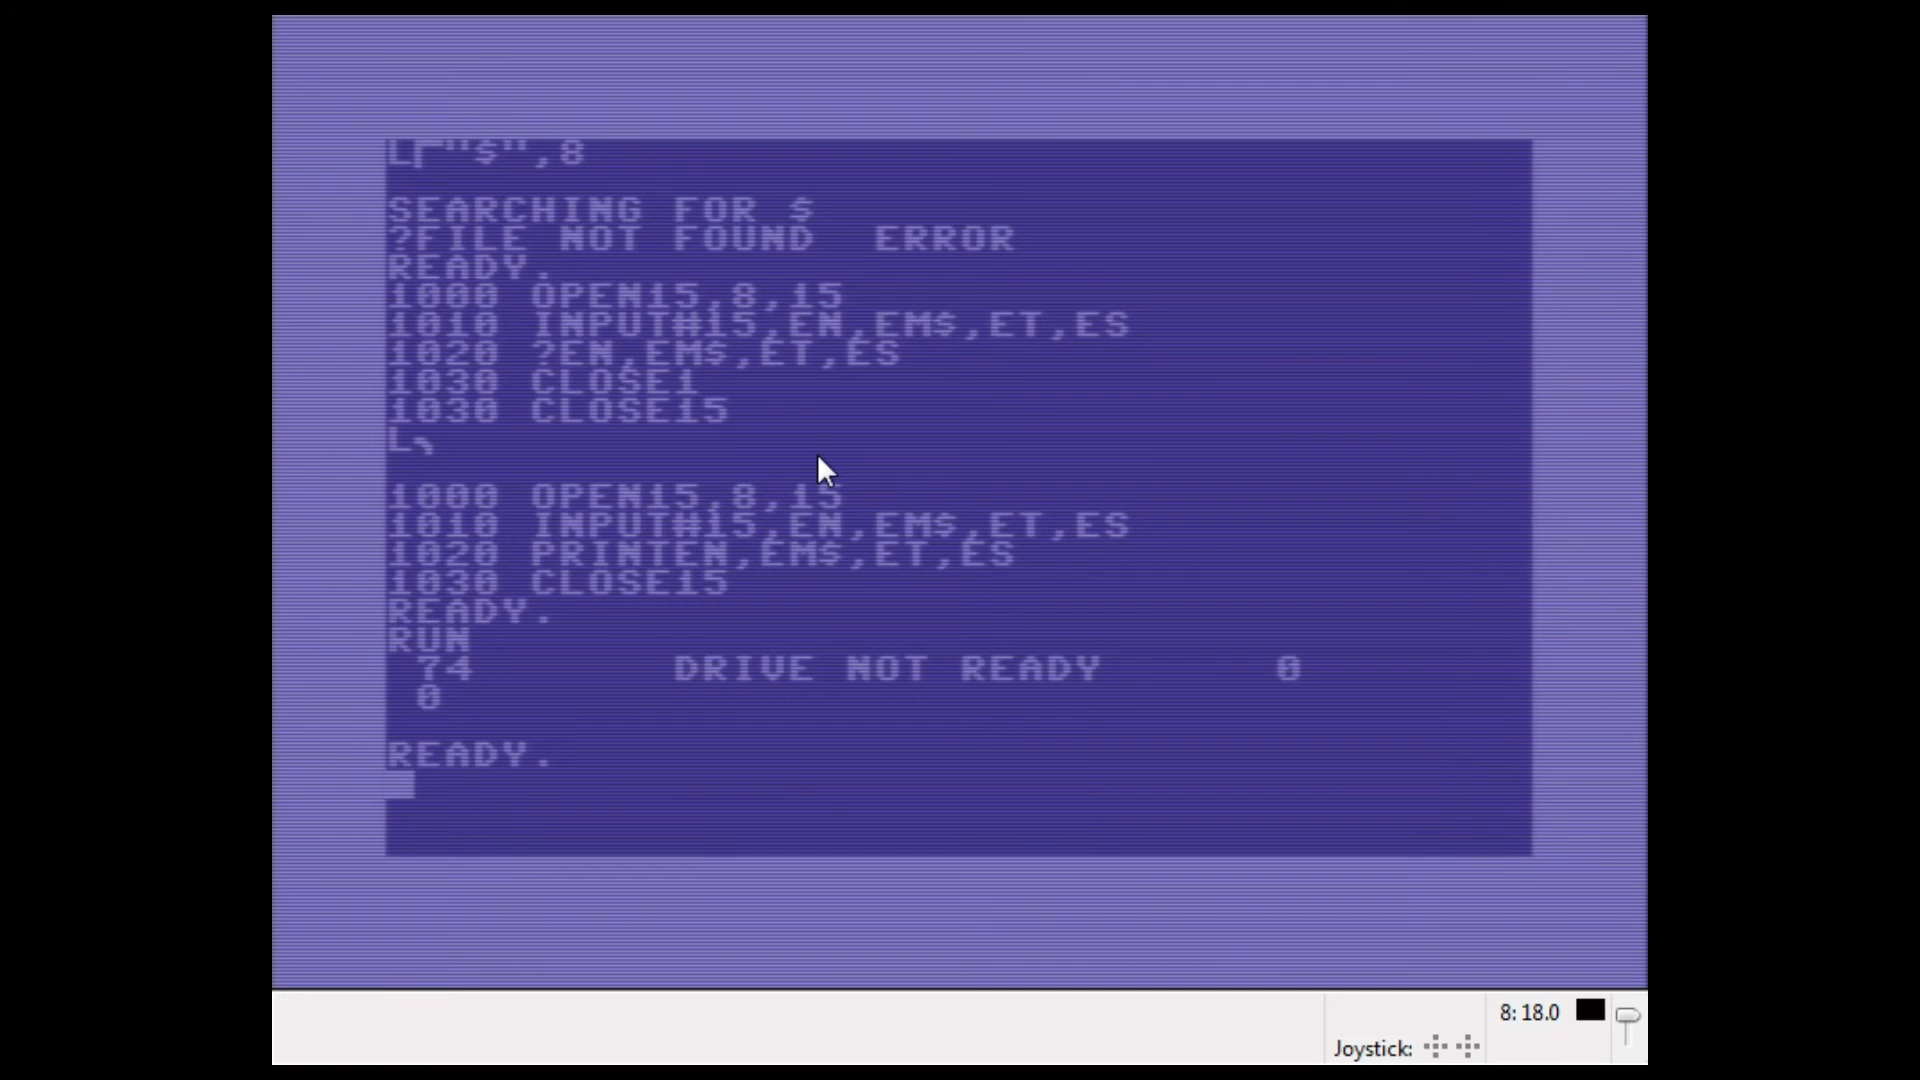 L┌"$",8
SEARCHING FOR $
?FILE NOT FOUND  ERROR
READY.
1000 OPEN15,8,15
1010 INPUT#15,EN,EM$,ET,ES
1020 ?EN,EM$,ET,ES
1030 CLOSE1
1030 CLOSE15
L╮
1000 OPEN15,8,15
1010 INPUT#15,EN,EM$,ET,ES
1020 PRINTEN,EM$,ET,ES
1030 CLOSE15
READY.
RUN
74 DRIVE NOT READY 0
0
READY.
8: 18.0
Joystick: